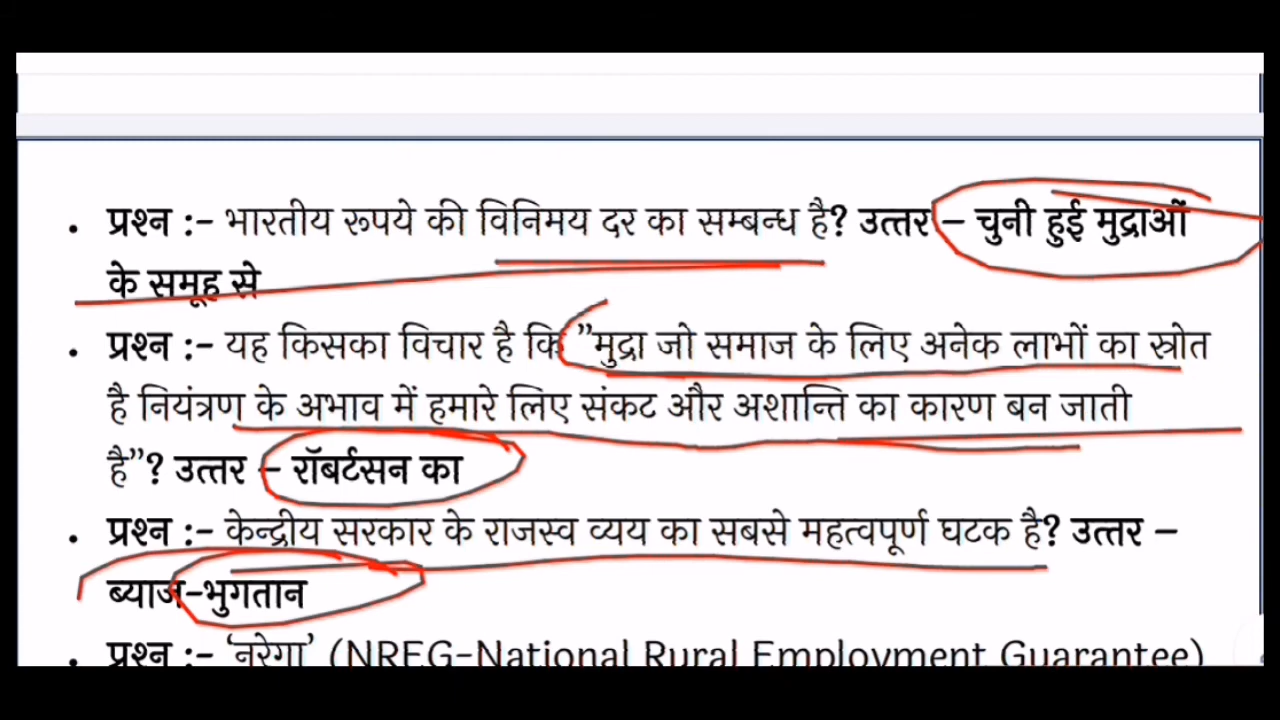 • प्रश्न :- भारतीय रूपये की विनिमय दर का सम्बन्ध है? उत्तर – चुनी हुई मुद्राओं
के समूह से
• प्रश्न :- यह किसका विचार है कि ”मुद्रा जो समाज के लिए अनेक लाभों का स्त्रोत
है नियंत्रण के अभाव में हमारे लिए संकट और अशान्ति का कारण बन जाती
है”? उत्तर – रॉबर्टसन का
• प्रश्न :- केन्द्रीय सरकार के राजस्व व्यय का सबसे महत्वपूर्ण घटक है? उत्तर –
ब्याज-भुगतान
• प्रश्न :- ‘नरेगा’ (NREG-National Rural Employment Guarantee)